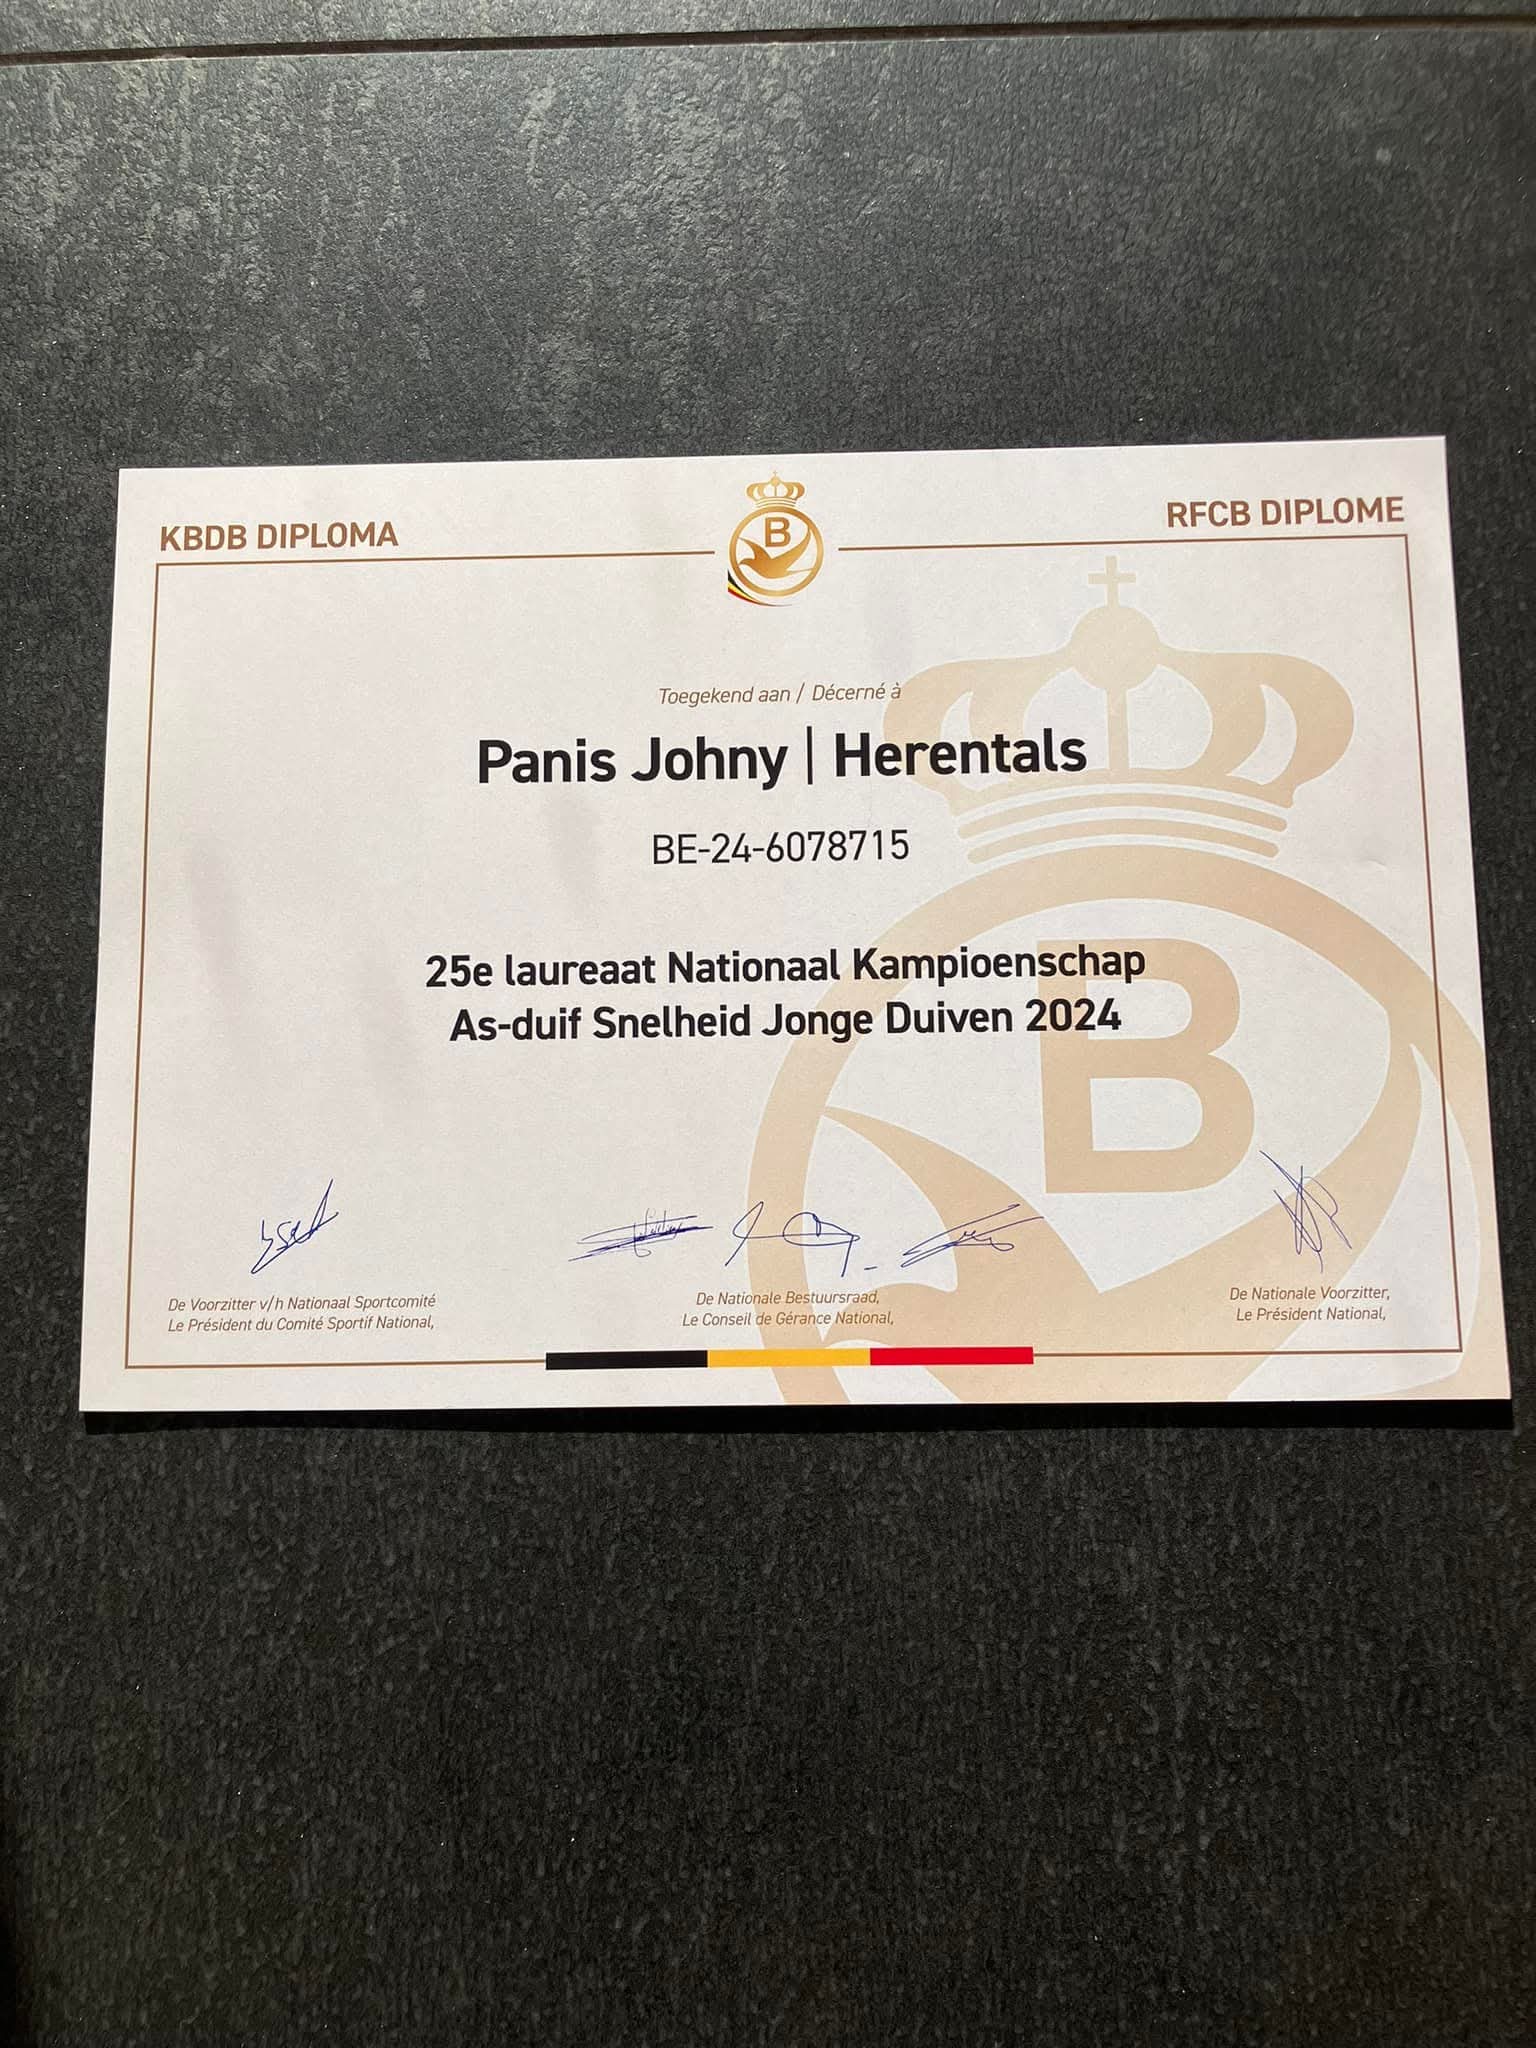 KBDB DIPLOMA
B
RFCB DIPLOME
Toegekend aan / Décerné à
Panis Johny | Herentals
BE-24-6078715
25e laureaat Nationaal Kampioenschap
As-duif Snelheid Jonge Duiven 2024
B
De Voorzitter v/h Nationaal Sportcomité
Le Président du Comité Sportif National,
De Nationale Bestuursraad,
Le Conseil de Gérance National,
De Nationale Voorzitter,
Le Président National,